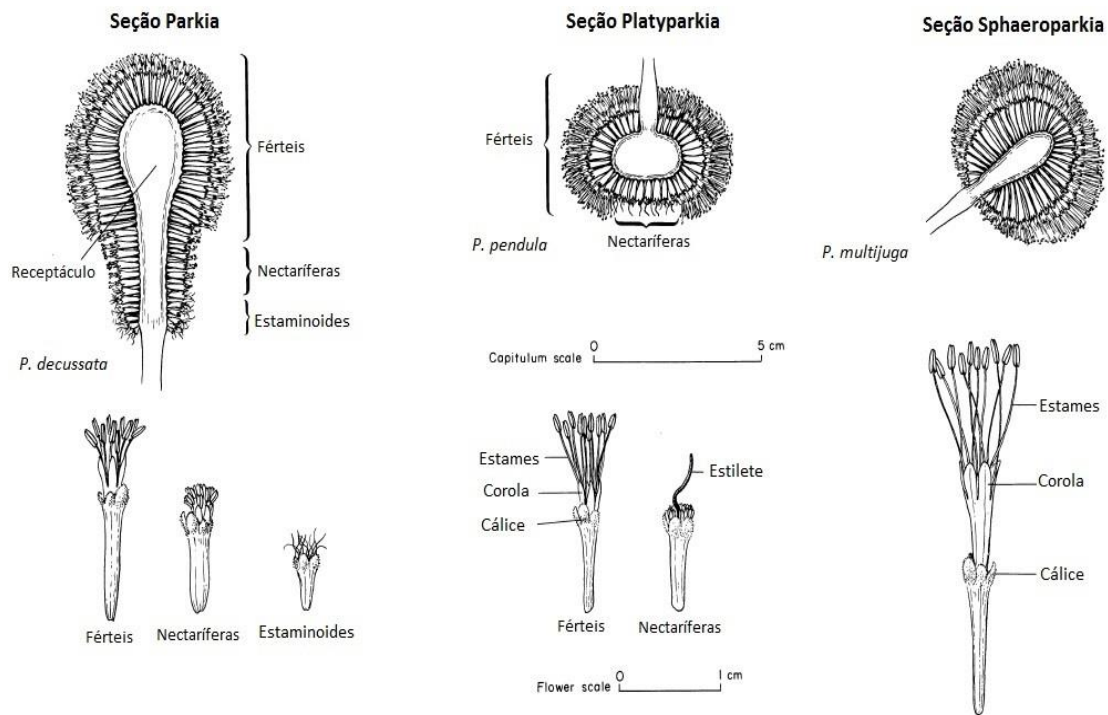 Seção Parkia
Férteis
Receptáculo
Nectaríferas
Estaminoides
P. decussata
Férteis
Nectaríferas
Estaminoides
Seção Platyparkia
Férteis
P. pendula
Nectaríferas
Capitulum scale
0
5 cm
Estames
Corola
Cálice
Estilete
Férteis
Nectaríferas
Flower scale
0
1 cm
Seção Sphaeroparkia
P. multijuga
Estames
Corola
Cálice